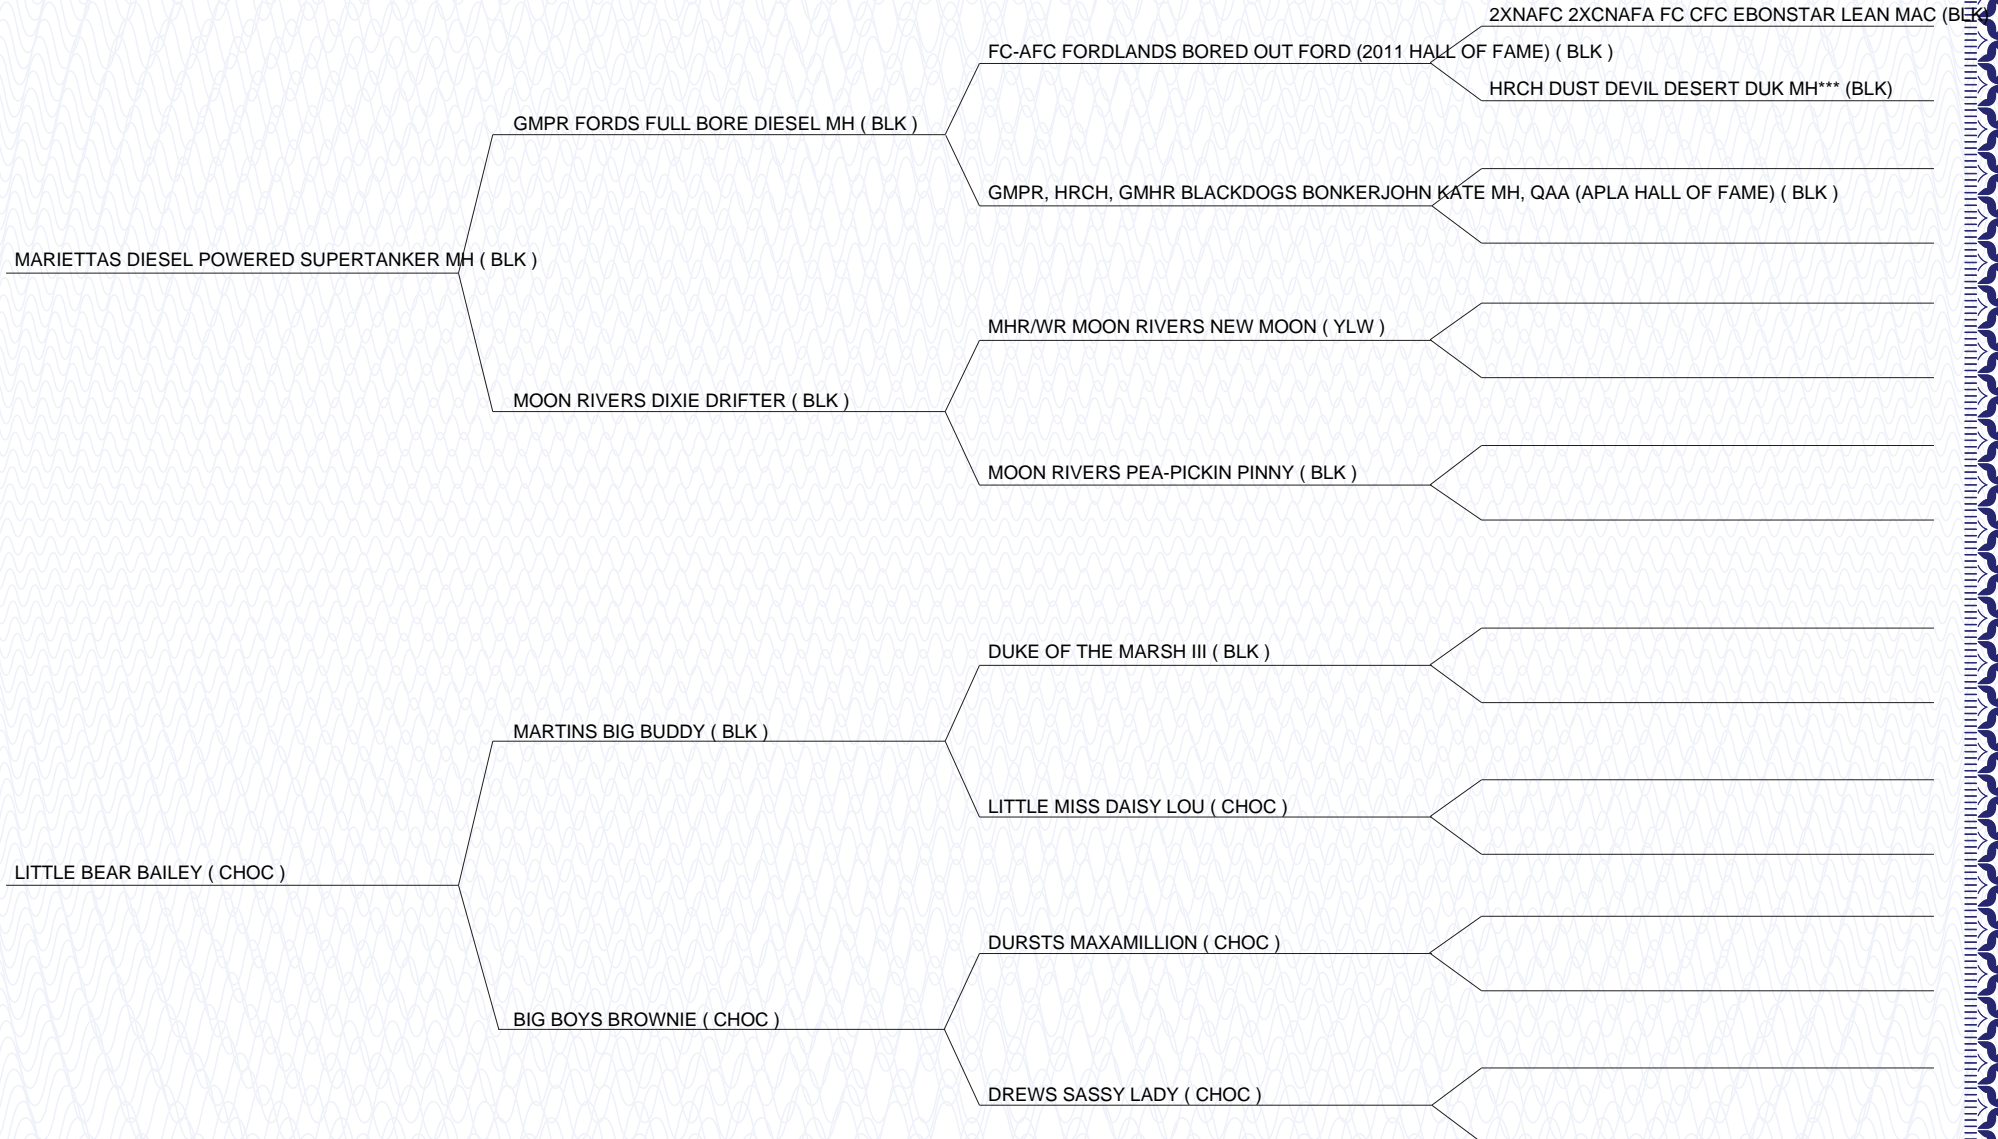 2XNAFC 2XCNAFA FC CFC EBONSTAR LEAN MAC (BLK)
FC-AFC FORDLANDS BORED OUT FORD (2011 HALL OF FAME) ( BLK )
HRCH DUST DEVIL DESERT DUK MH*** (BLK)
GMPR FORDS FULL BORE DIESEL MH ( BLK )
GMPR, HRCH, GMHR BLACKDOGS BONKERJOHN KATE MH, QAA (APLA HALL OF FAME) ( BLK )
MARIETTAS DIESEL POWERED SUPERTANKER MH ( BLK )
MHR/WR MOON RIVERS NEW MOON ( YLW )
MOON RIVERS DIXIE DRIFTER ( BLK )
MOON RIVERS PEA-PICKIN PINNY ( BLK )
DUKE OF THE MARSH III ( BLK )
MARTINS BIG BUDDY ( BLK )
LITTLE MISS DAISY LOU ( CHOC )
LITTLE BEAR BAILEY ( CHOC )
DURSTS MAXAMILLION ( CHOC )
BIG BOYS BROWNIE ( CHOC )
DREWS SASSY LADY ( CHOC )